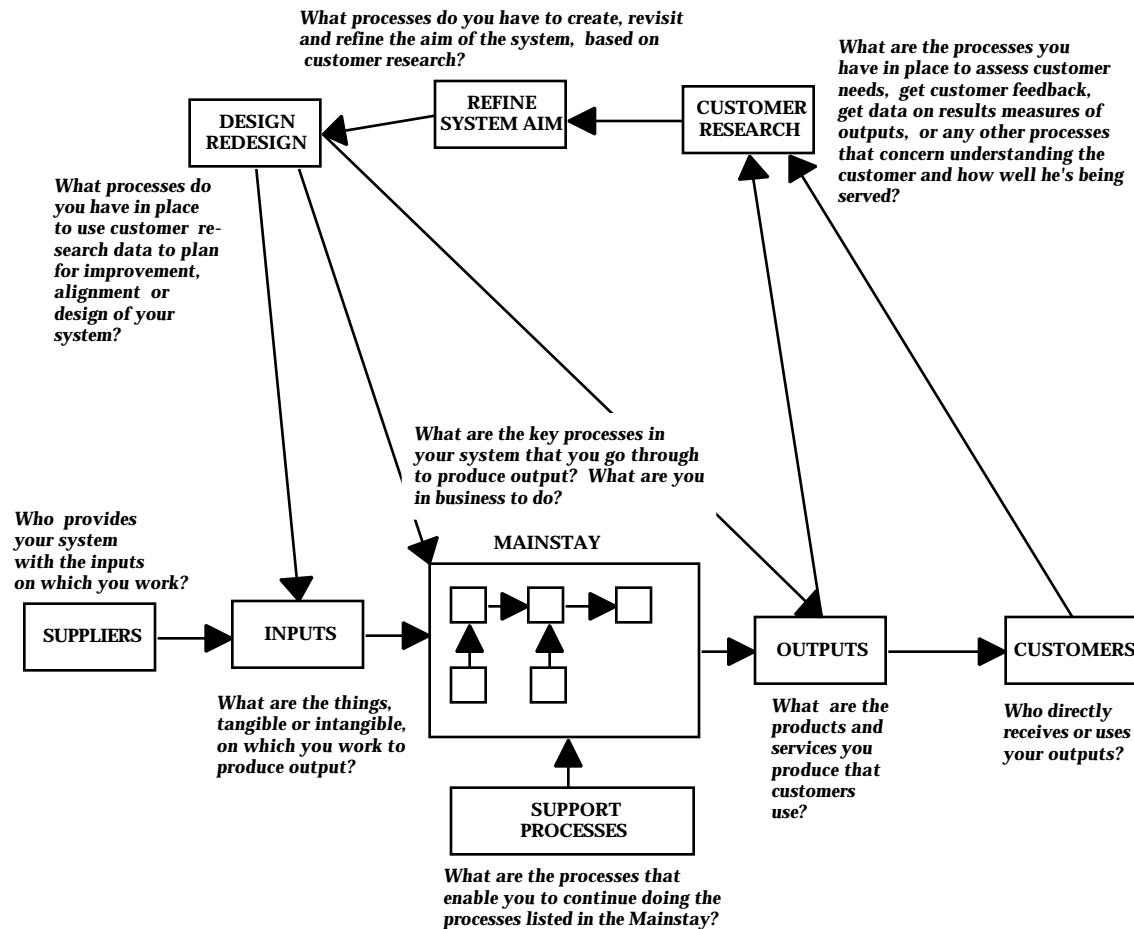 What processes do you have to create, revisit
and refine the aim of the system, based on
customer research?
What are the processes you
have in place to assess customer
needs, get customer feedback,
get data on results measures of
outputs, or any other processes
that concern understanding the
customer and how well he's being
served?
REFINE
SYSTEM AIM
CUSTOMER
RESEARCH
DESIGN
REDESIGN
What processes do
you have in place
to use customer re-
search data to plan
for improvement,
alignment or
design of your
system?
What are the key processes in
your system that you go through
to produce output? What are you
in business to do?
Who provides
your system
with the inputs
on which you work?
MAINSTAY
SUPPLIERS
INPUTS
OUTPUTS
CUSTOMERS
What are the things,
tangible or intangible,
on which you work to
produce output?
What are the
products and
services you
produce that
customers
use?
Who directly
receives or uses
your outputs?
SUPPORT
PROCESSES
What are the processes that
enable you to continue doing the
processes listed in the Mainstay?